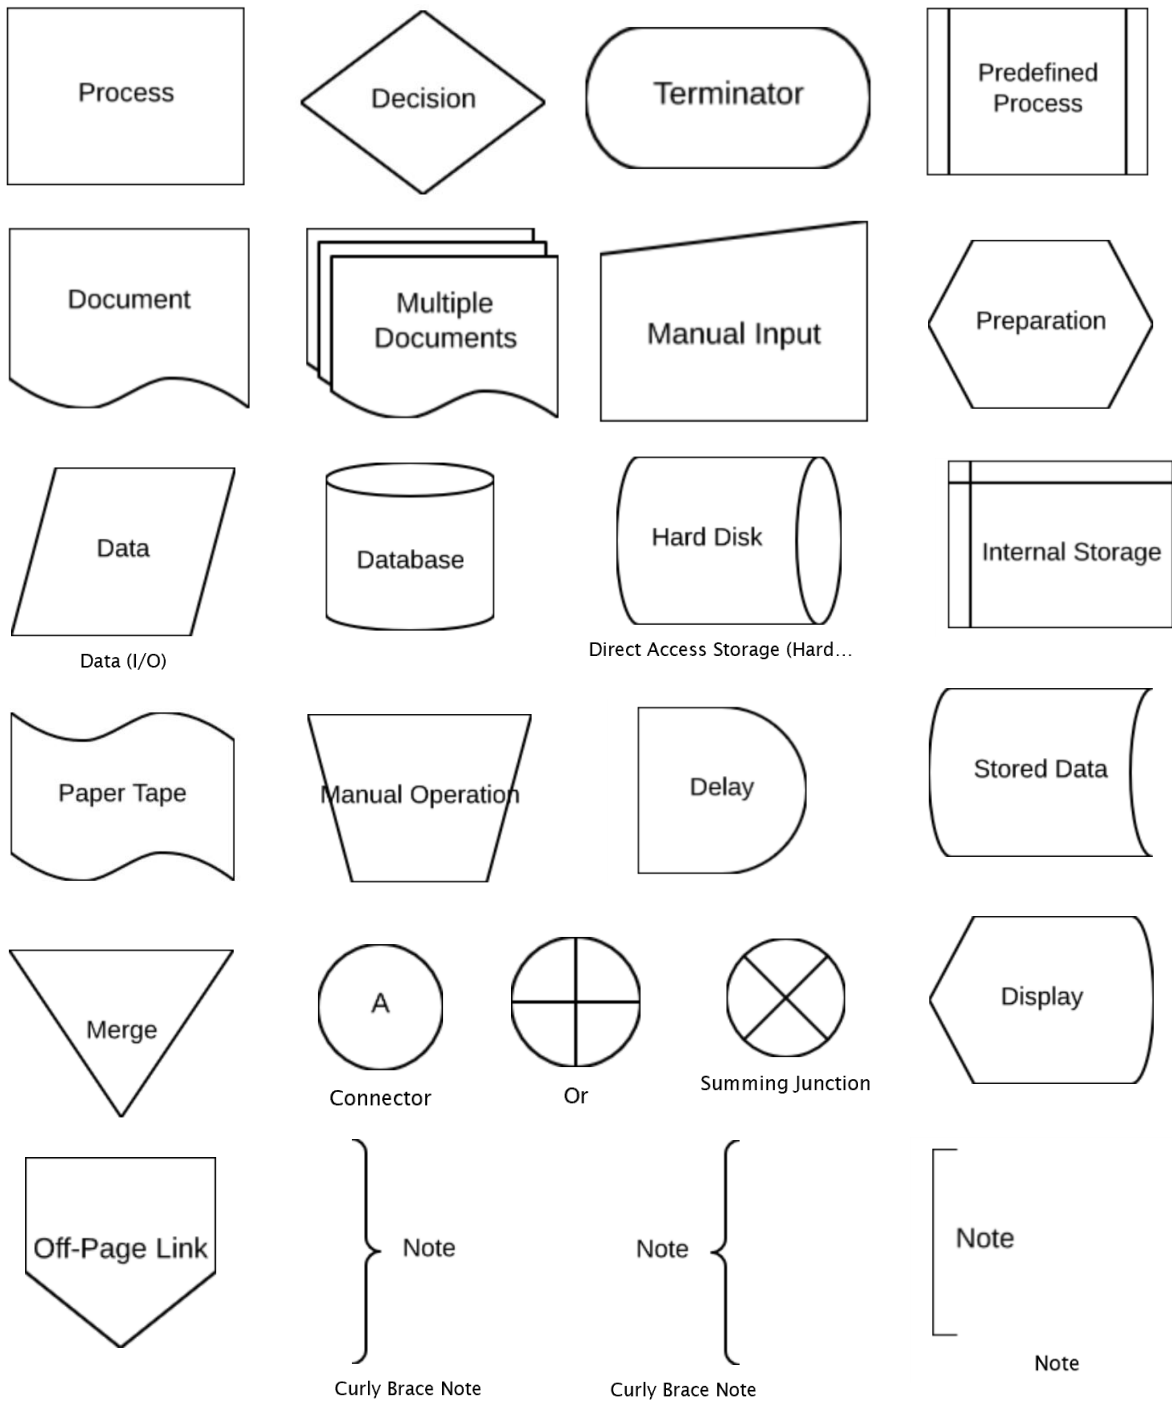 Process
Decision
Terminator
Predefined
Process
Document
Multiple
Documents
Manual Input
Preparation
Data
Data (I/O)
Database
Hard Disk
Direct Access Storage (Hard...
Internal Storage
Paper Tape
Manual Operation
Delay
Stored Data
Merge
A
Connector
Or
Summing Junction
Display
Off-Page Link
Note
Curly Brace Note
Note
Curly Brace Note
Note
Note